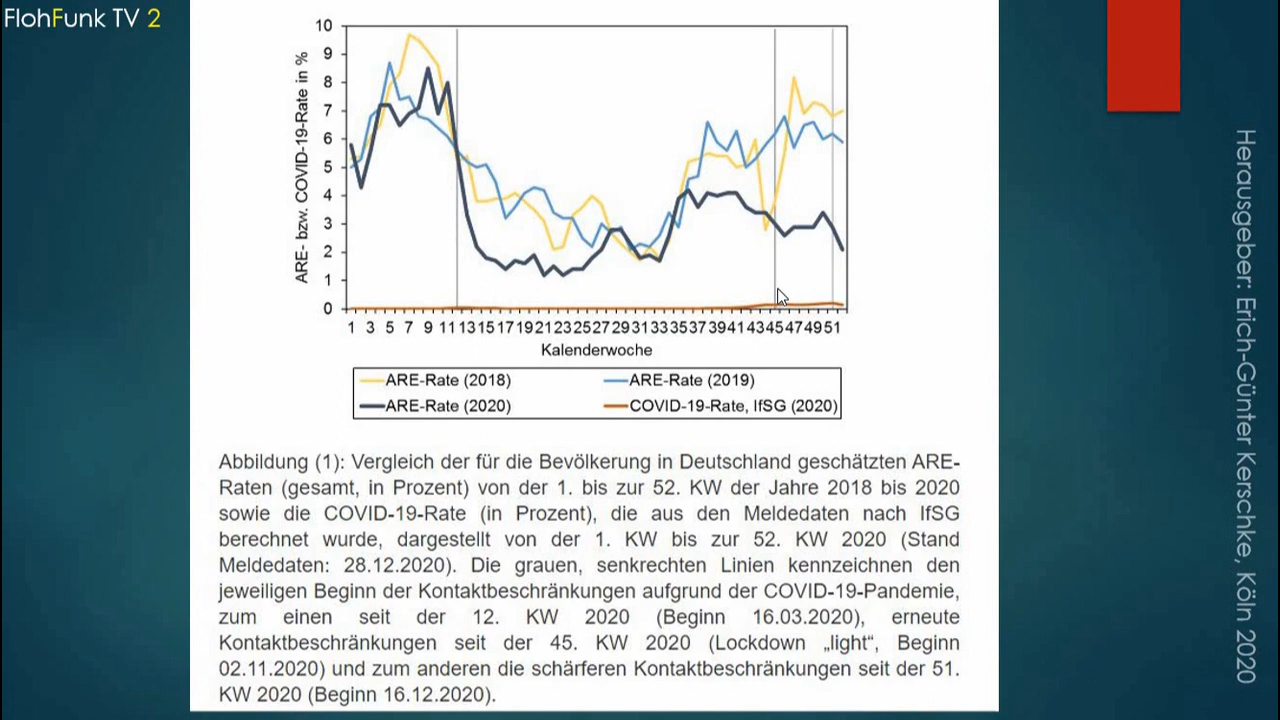 FlohFunk TV 2
ARE- bzw. COVID-19-Rate in %
10
9
8
7
6
5
4
3
2
1
0
1 3 5 7 9 11 13 15 17 19 21 23 25 27 29 31 33 35 37 39 41 43 45 47 49 51
Kalenderwoche
ARE-Rate (2018) ARE-Rate (2019)
ARE-Rate (2020) COVID-19-Rate, IfSG (2020)
Abbildung (1): Vergleich der für die Bevölkerung in Deutschland geschätzten ARE-
Raten (gesamt, in Prozent) von der 1. bis zur 52. KW der Jahre 2018 bis 2020
sowie die COVID-19-Rate (in Prozent), die aus den Meldedaten nach IfSG
berechnet wurde, dargestellt von der 1. KW bis zur 52. KW 2020 (Stand
Meldedaten: 28.12.2020). Die grauen, senkrechten Linien kennzeichnen den
jeweiligen Beginn der Kontaktbeschränkungen aufgrund der COVID-19-Pandemie,
zum einen seit der 12. KW 2020 (Beginn 16.03.2020), erneute
Kontaktbeschränkungen seit der 45. KW 2020 (Lockdown „light“, Beginn
02.11.2020) und zum anderen die schärferen Kontaktbeschränkungen seit der 51.
KW 2020 (Beginn 16.12.2020).
Herausgeber: Erich-Günter Kerschke, Köln 2020